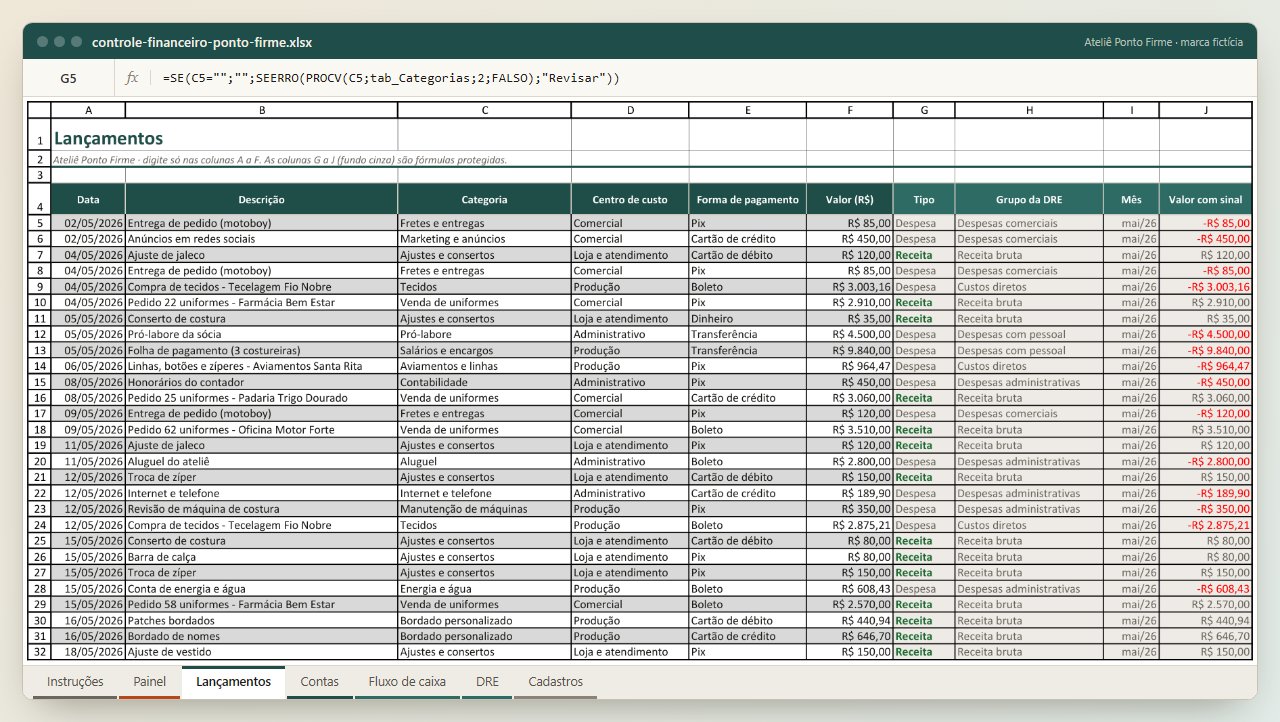 controle-financeiro-ponto-firme.xlsx
Ateliê Ponto Firme · marca fictícia
G5 fx =SE(C5="";"";SEERRO(PROCV(C5;tab_Categorias;2;FALSO);"Revisar"))
A B C D E F G H I J
1 Lançamentos
2 Ateliê Ponto Firme · digite só nas colunas A a F. As colunas G a J (fundo cinza) são fórmulas protegidas.
3
4 Data Descrição Categoria Centro de custo Forma de pagamento Valor (R$) Tipo Grupo da DRE Mês Valor com sinal
5 02/05/2026 Entrega de pedido (motoboy) Fretes e entregas Comercial Pix R$ 85,00 Despesa Despesas comerciais mai/26 -R$ 85,00
6 02/05/2026 Anúncios em redes sociais Marketing e anúncios Comercial Cartão de crédito R$ 450,00 Despesa Despesas comerciais mai/26 -R$ 450,00
7 04/05/2026 Ajuste de jaleco Ajustes e consertos Loja e atendimento Cartão de débito R$ 120,00 Receita Receita bruta mai/26 R$ 120,00
8 04/05/2026 Entrega de pedido (motoboy) Fretes e entregas Comercial Pix R$ 85,00 Despesa Despesas comerciais mai/26 -R$ 85,00
9 04/05/2026 Compra de tecidos - Tecelagem Fio Nobre Tecidos Produção Boleto R$ 3.003,16 Despesa Custos diretos mai/26 -R$ 3.003,16
10 04/05/2026 Pedido 22 uniformes - Farmácia Bem Estar Venda de uniformes Comercial Pix R$ 2.910,00 Receita Receita bruta mai/26 R$ 2.910,00
11 05/05/2026 Conserto de costura Ajustes e consertos Loja e atendimento Dinheiro R$ 35,00 Receita Receita bruta mai/26 R$ 35,00
12 05/05/2026 Pró-labore da sócia Pró-labore Administrativo Transferência R$ 4.500,00 Despesa Despesas com pessoal mai/26 -R$ 4.500,00
13 05/05/2026 Folha de pagamento (3 costureiras) Salários e encargos Produção Transferência R$ 9.840,00 Despesa Despesas com pessoal mai/26 -R$ 9.840,00
14 06/05/2026 Linhas, botões e zíperes - Aviamentos Santa Rita Aviamentos e linhas Produção Pix R$ 964,47 Despesa Custos diretos mai/26 -R$ 964,47
15 08/05/2026 Honorários do contador Contabilidade Administrativo Pix R$ 450,00 Despesa Despesas administrativas mai/26 -R$ 450,00
16 08/05/2026 Pedido 25 uniformes - Padaria Trigo Dourado Venda de uniformes Comercial Cartão de crédito R$ 3.060,00 Receita Receita bruta mai/26 R$ 3.060,00
17 09/05/2026 Entrega de pedido (motoboy) Fretes e entregas Comercial Pix R$ 120,00 Despesa Despesas comerciais mai/26 -R$ 120,00
18 09/05/2026 Pedido 62 uniformes - Oficina Motor Forte Venda de uniformes Comercial Boleto R$ 3.510,00 Receita Receita bruta mai/26 R$ 3.510,00
19 11/05/2026 Ajuste de jaleco Ajustes e consertos Loja e atendimento Pix R$ 120,00 Receita Receita bruta mai/26 R$ 120,00
20 11/05/2026 Aluguel do ateliê Aluguel Administrativo Boleto R$ 2.800,00 Despesa Despesas administrativas mai/26 -R$ 2.800,00
21 12/05/2026 Troca de zíper Ajustes e consertos Loja e atendimento Cartão de débito R$ 150,00 Receita Receita bruta mai/26 R$ 150,00
22 12/05/2026 Internet e telefone Internet e telefone Administrativo Cartão de crédito R$ 189,90 Despesa Despesas administrativas mai/26 -R$ 189,90
23 12/05/2026 Revisão de máquina de costura Manutenção de máquinas Produção Pix R$ 350,00 Despesa Despesas administrativas mai/26 -R$ 350,00
24 12/05/2026 Compra de tecidos - Tecelagem Fio Nobre Tecidos Produção Boleto R$ 2.875,21 Despesa Custos diretos mai/26 -R$ 2.875,21
25 15/05/2026 Conserto de costura Ajustes e consertos Loja e atendimento Cartão de débito R$ 80,00 Receita Receita bruta mai/26 R$ 80,00
26 15/05/2026 Barra de calça Ajustes e consertos Loja e atendimento Pix R$ 80,00 Receita Receita bruta mai/26 R$ 80,00
27 15/05/2026 Troca de zíper Ajustes e consertos Loja e atendimento Pix R$ 150,00 Receita Receita bruta mai/26 R$ 150,00
28 15/05/2026 Conta de energia e água Energia e água Produção Boleto R$ 608,43 Despesa Despesas administrativas mai/26 -R$ 608,43
29 15/05/2026 Pedido 58 uniformes - Farmácia Bem Estar Venda de uniformes Comercial Boleto R$ 2.570,00 Receita Receita bruta mai/26 R$ 2.570,00
30 16/05/2026 Patches bordados Bordado personalizado Produção Cartão de débito R$ 440,94 Receita Receita bruta mai/26 R$ 440,94
31 16/05/2026 Bordado de nomes Bordado personalizado Produção Cartão de crédito R$ 646,70 Receita Receita bruta mai/26 R$ 646,70
32 18/05/2026 Ajuste de vestido Ajustes e consertos Loja e atendimento Pix R$ 150,00 Receita Receita bruta mai/26 R$ 150,00
Instruções Painel Lançamentos Contas Fluxo de caixa DRE Cadastros